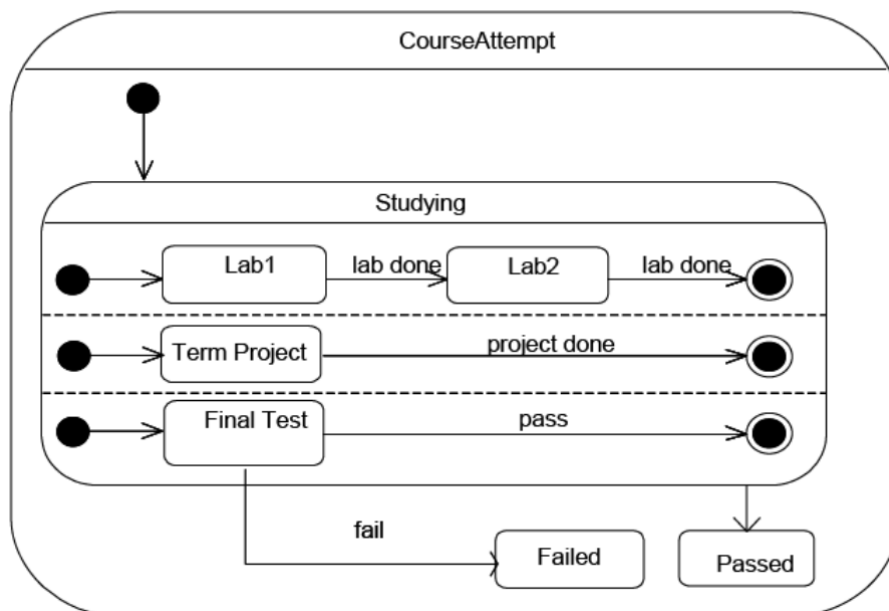 CourseAttempt
Studying
Lab1
lab done
Lab2
lab done
Term Project
project done
Final Test
pass
fail
Failed
Passed